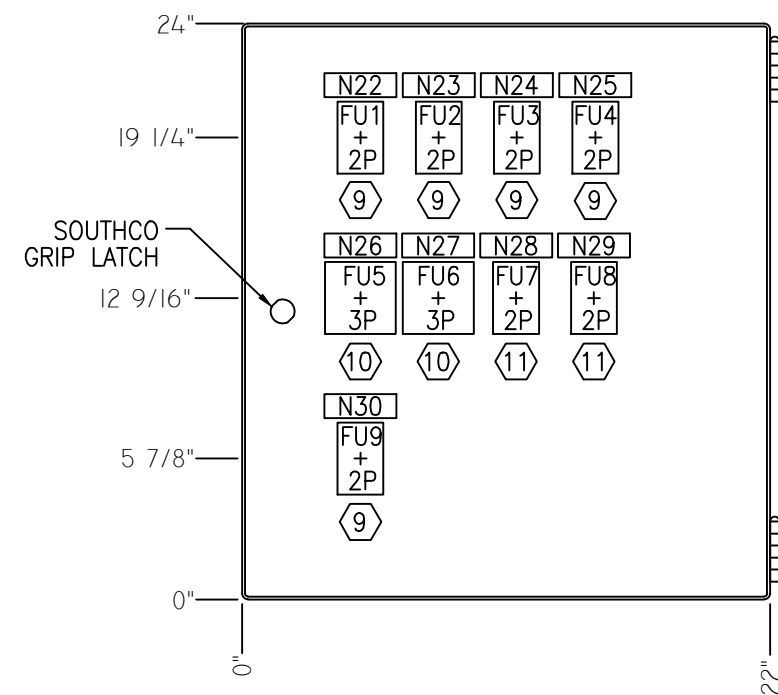 24"
N22 N23 N24 N25
FU1 FU2 FU3 FU4
+ + + +
2P 2P 2P 2P
19 1/4"
9 9 9 9
SOUTHCO
GRIP LATCH
N26 N27 N28 N29
FU5 FU6 FU7 FU8
+ + + +
3P 3P 2P 2P
12 9/16"
10 10 11 11
N30
FU9
+
2P
5 7/8"
9
0"
0"
22"